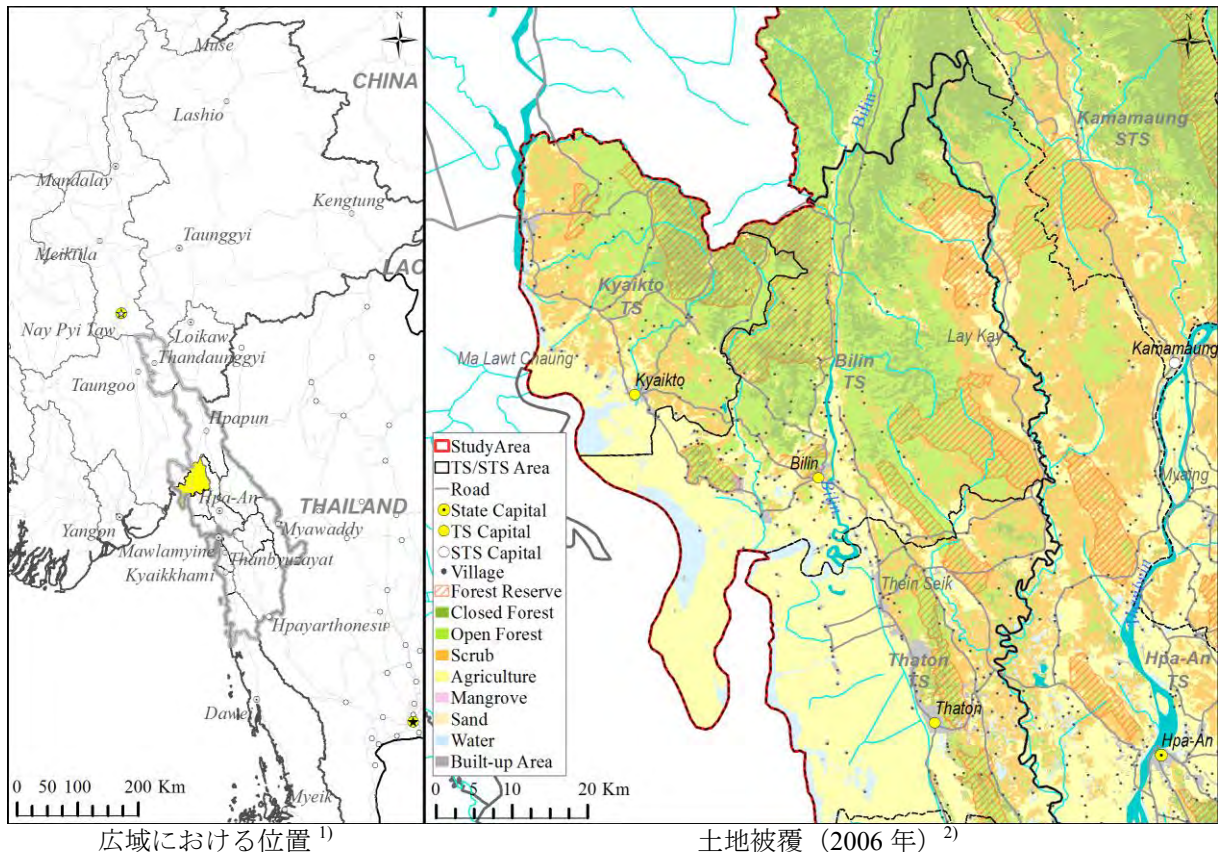 N
Muse
CHINA
Lashio
Mandalay
Kengtung
Meiktila
Taunggyi
LAO
Nay Pyi Taw
Loikaw
Thandaunggyi
Taungoo
Hpapun
THAILAND
Hpa-An
Yangon
Myawaddy
Mawlamyine
Thanbyuzayat
Kyaikkhami
Hpayarthonesu
Dawei
Myeik
0 50 100 200 Km
N
Bilin
Kamamaung
STS
Kyaikto
TS
Ma Lawt Chaung
Kyaikto
Lay Kay
Kamamaung
Bilin
TS
Bilin
Bilin
Myaing
Thein Seik
Thaton
TS
Hpa-An
TS
Thaton
Hpa-An
StudyArea
TS/STS Area
Road
State Capital
TS Capital
STS Capital
Village
Forest Reserve
Closed Forest
Open Forest
Scrub
Agriculture
Mangrove
Sand
Water
Built-up Area
0 5 10 20 Km
広域における位置 1)
土地被覆（2006 年）2)